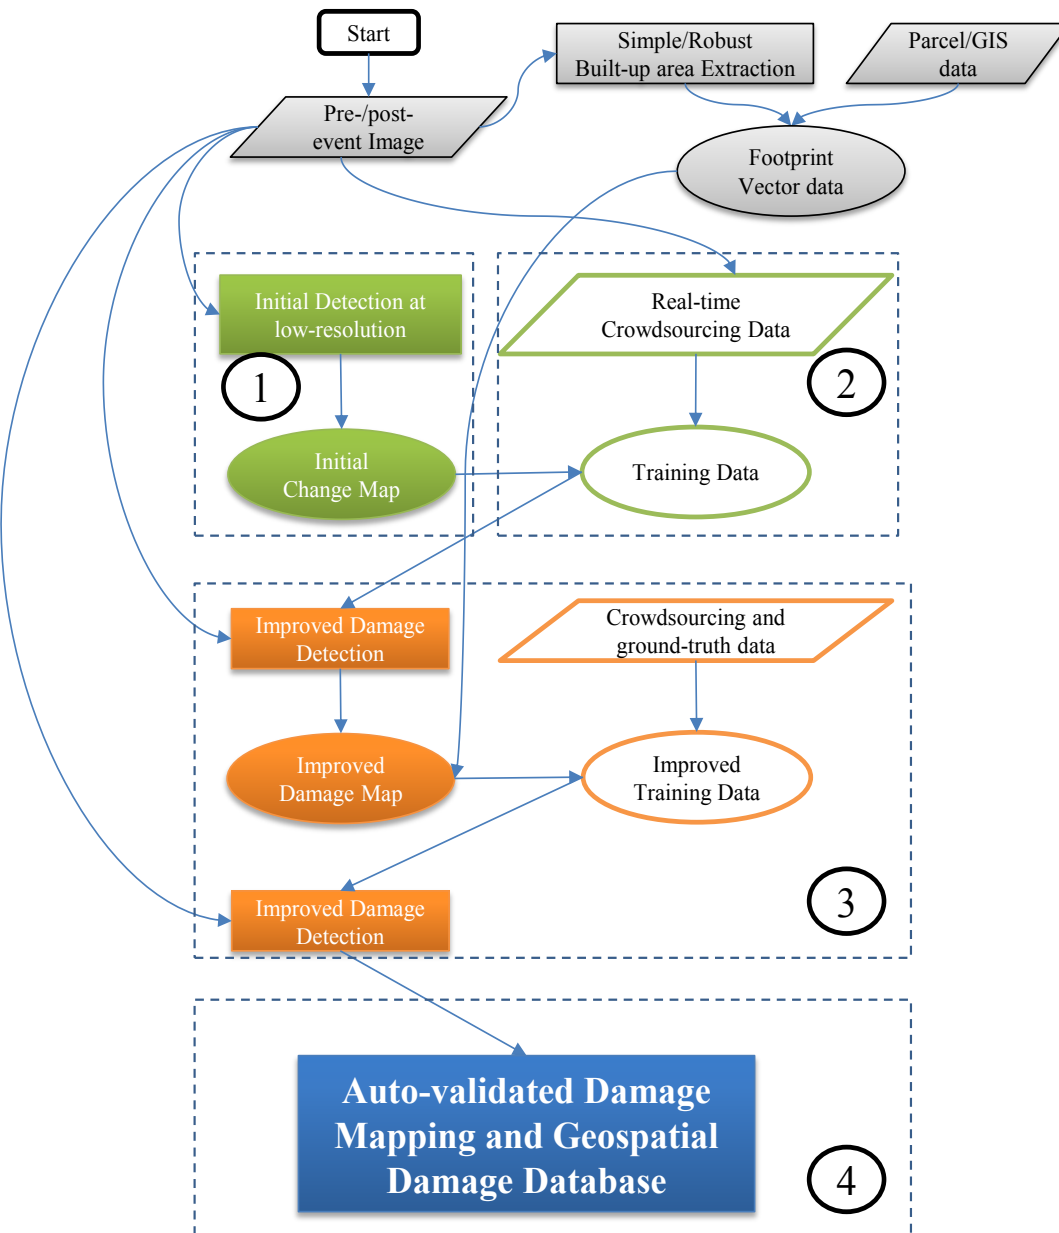 Start
Simple/Robust
Built-up area Extraction
Parcel/GIS
data
Pre-/post-
event Image
Footprint
Vector data
Initial Detection at
low-resolution
Real-time
Crowdsourcing Data
1
2
Initial
Change Map
Training Data
Improved Damage
Detection
Crowdsourcing and
ground-truth data
Improved
Damage Map
Improved
Training Data
Improved Damage
Detection
3
Auto-validated Damage
Mapping and Geospatial
Damage Database
4